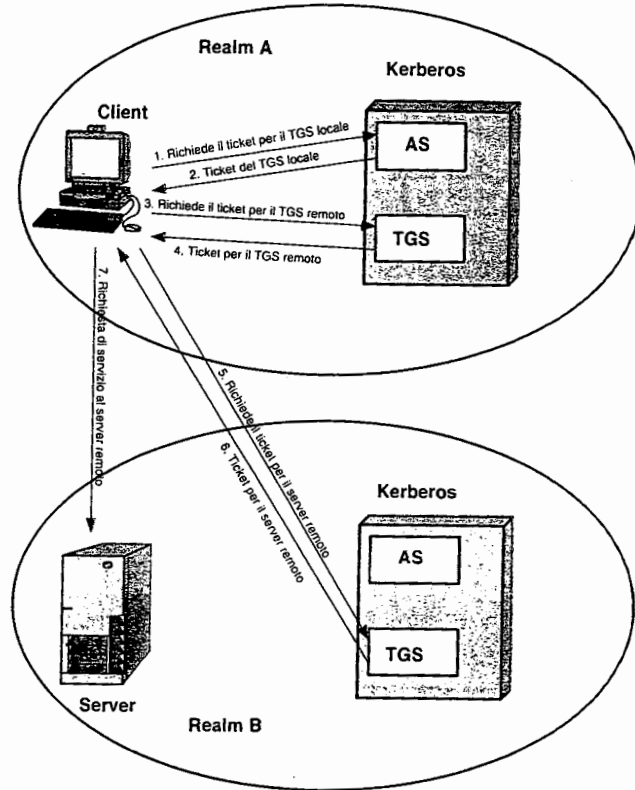 Realm A
Kerberos
Client
1. Richiede il ticket per il TGS locale
AS
2. Ticket del TGS locale
3. Richiede il ticket per il TGS remoto
TGS
4. Ticket per il TGS remoto
7. Richiesta di servizio al server remoto
5. Richiede il ticket per il server remoto
6. Ticket per il server remoto
Kerberos
AS
TGS
Server
Realm B